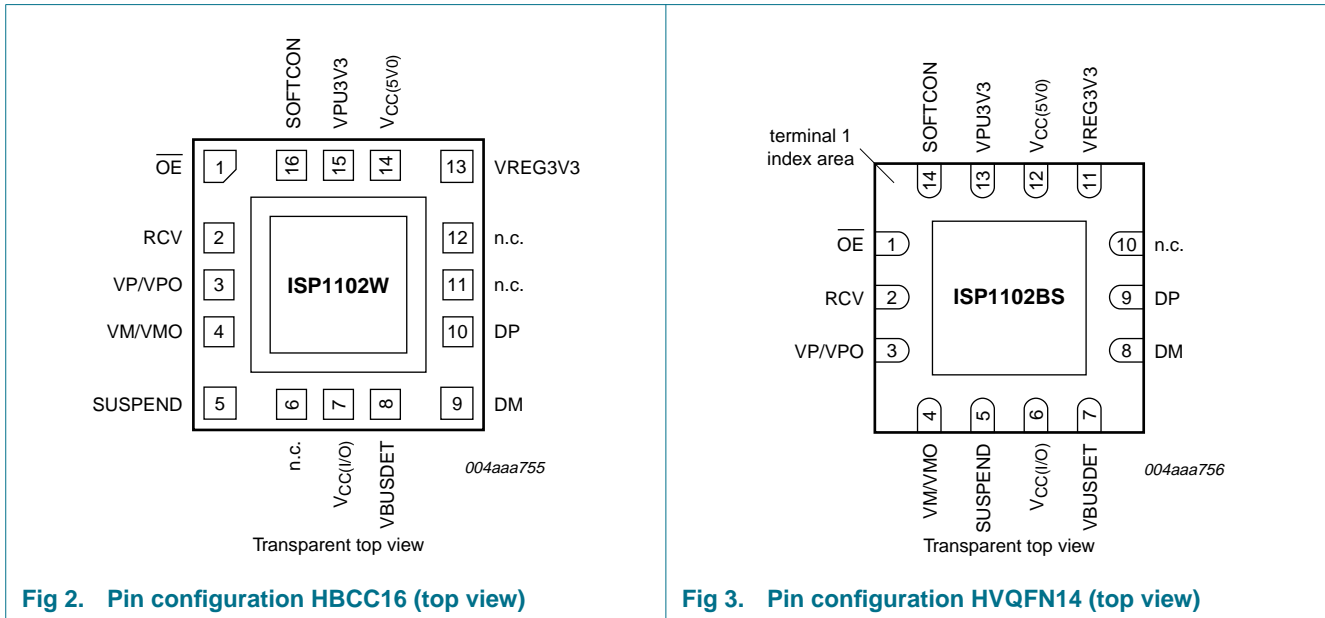 SOFTCON
VPU3V3
VCC(5V0)
OE 1 16 15 14 13 VREG3V3
RCV 2 12 n.c.
VP/VPO 3 ISP1102W 11 n.c.
VM/VMO 4 10 DP
SUSPEND 5 6 7 8 9 DM
n.c.
VCC(I/O)
VBUSDET
004aaa755
Transparent top view
Fig 2. Pin configuration HBCC16 (top view)
SOFTCON
VPU3V3
VCC(5V0)
VREG3V3
terminal 1
index area
14 13 12 11
OE 1 10 n.c.
RCV 2 ISP1102BS 9 DP
VP/VPO 3 8 DM
4 5 6 7
VM/VMO
SUSPEND
VCC(I/O)
VBUSDET
004aaa756
Transparent top view
Fig 3. Pin configuration HVQFN14 (top view)